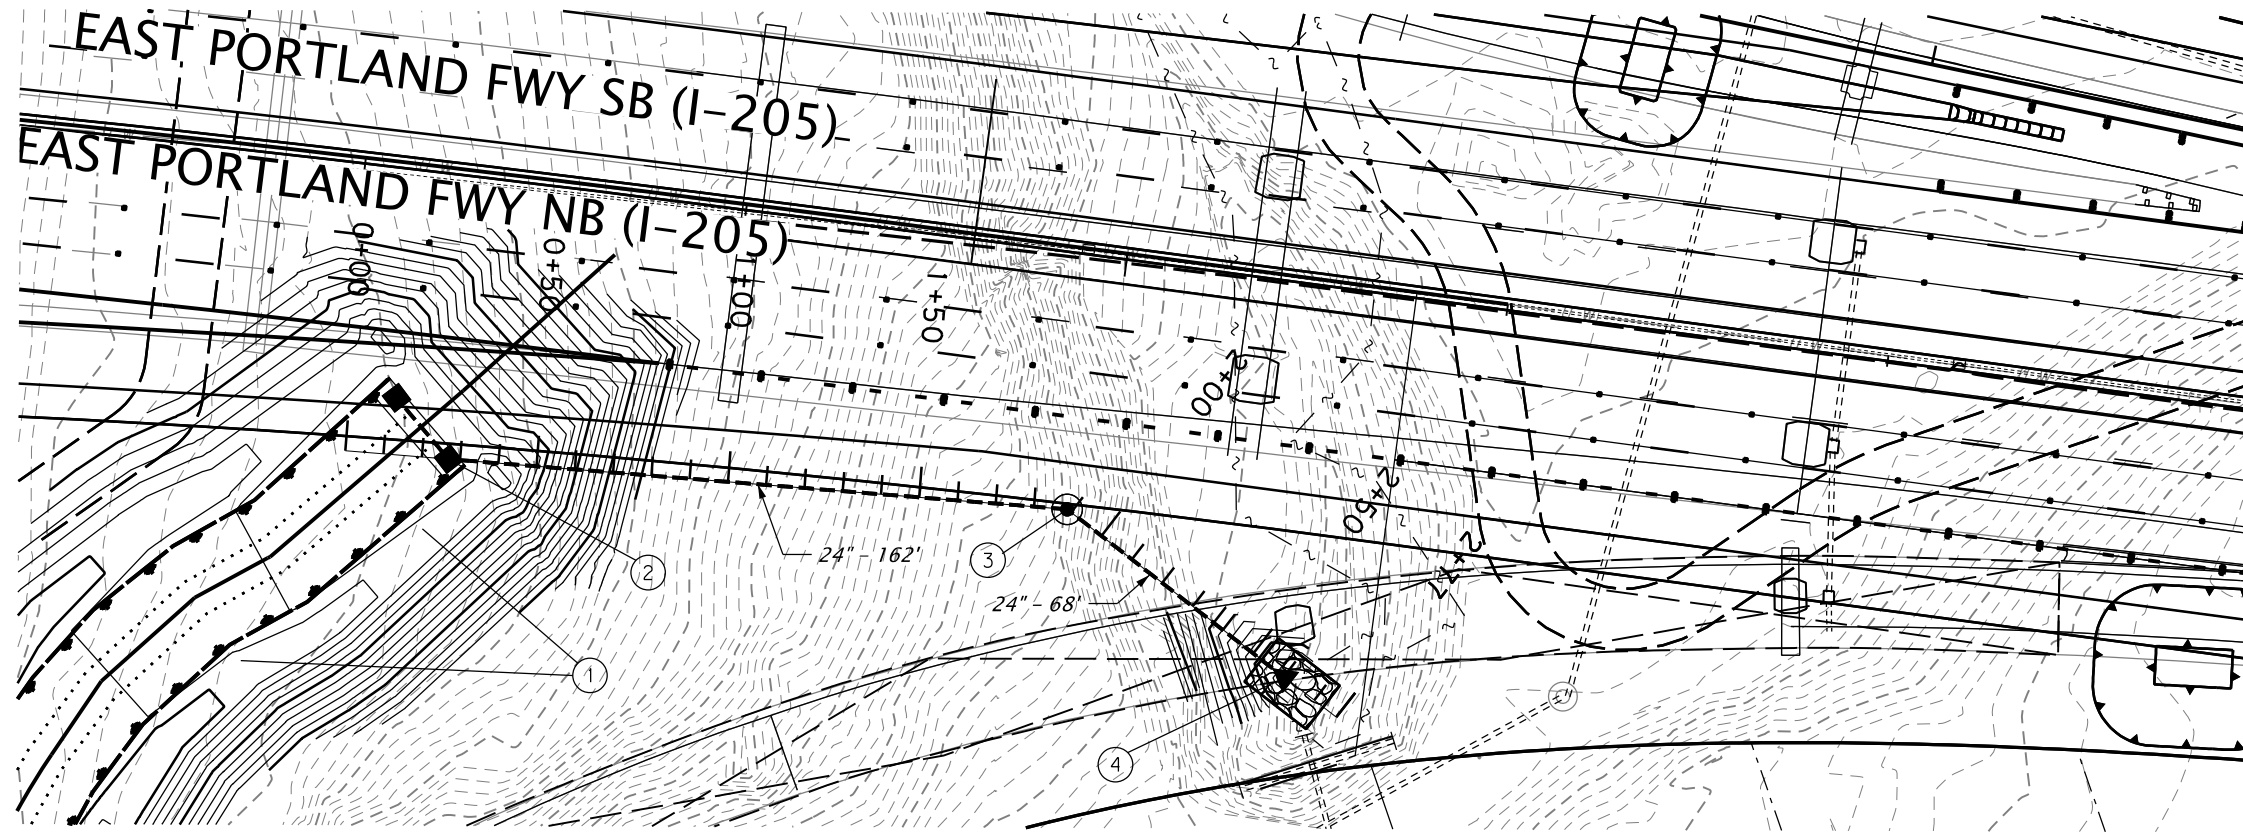 EAST PORTLAND FWY SB (I-205)
EAST PORTLAND FWY NB (I-205)
0+00
0+50
1+00
+50
2+00
2+50
2+
24" - 162'
24" - 68'
1
2
3
4